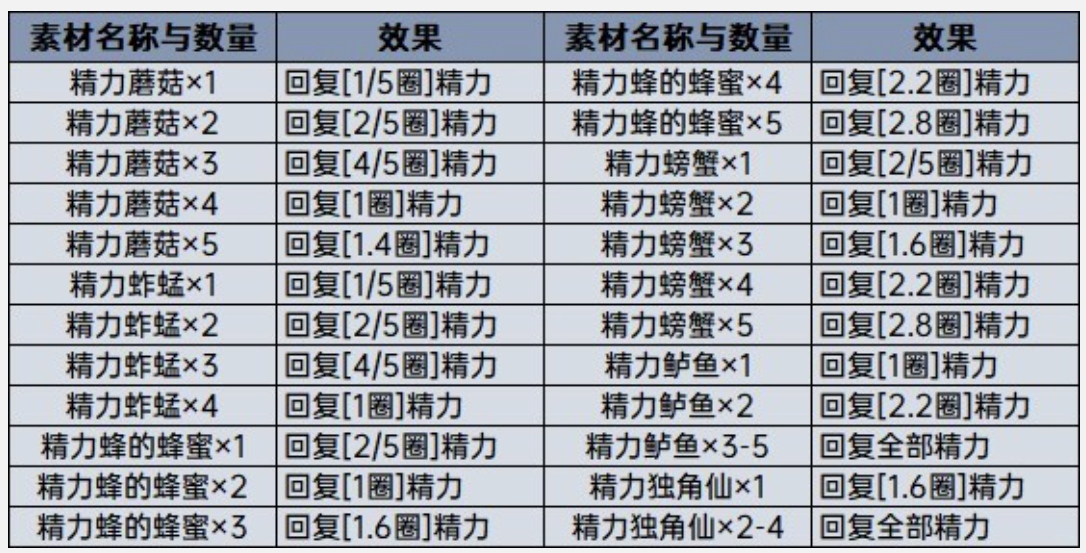 素材名称与数量 效果 素材名称与数量 效果
精力蘑菇×1 回复[1/5圈]精力 精力蜂的蜂蜜×4 回复[2.2圈]精力
精力蘑菇×2 回复[2/5圈]精力 精力蜂的蜂蜜×5 回复[2.8圈]精力
精力蘑菇×3 回复[4/5圈]精力 精力螃蟹×1 回复[2/5圈]精力
精力蘑菇×4 回复[1圈]精力 精力螃蟹×2 回复[1圈]精力
精力蘑菇×5 回复[1.4圈]精力 精力螃蟹×3 回复[1.6圈]精力
精力蚱蜢×1 回复[1/5圈]精力 精力螃蟹×4 回复[2.2圈]精力
精力蚱蜢×2 回复[2/5圈]精力 精力螃蟹×5 回复[2.8圈]精力
精力蚱蜢×3 回复[4/5圈]精力 精力鲈鱼×1 回复[1圈]精力
精力蚱蜢×4 回复[1圈]精力 精力鲈鱼×2 回复[2.2圈]精力
精力蜂的蜂蜜×1 回复[2/5圈]精力 精力鲈鱼×3-5 回复全部精力
精力蜂的蜂蜜×2 回复[1圈]精力 精力独角仙×1 回复[1.6圈]精力
精力蜂的蜂蜜×3 回复[1.6圈]精力 精力独角仙×2-4 回复全部精力